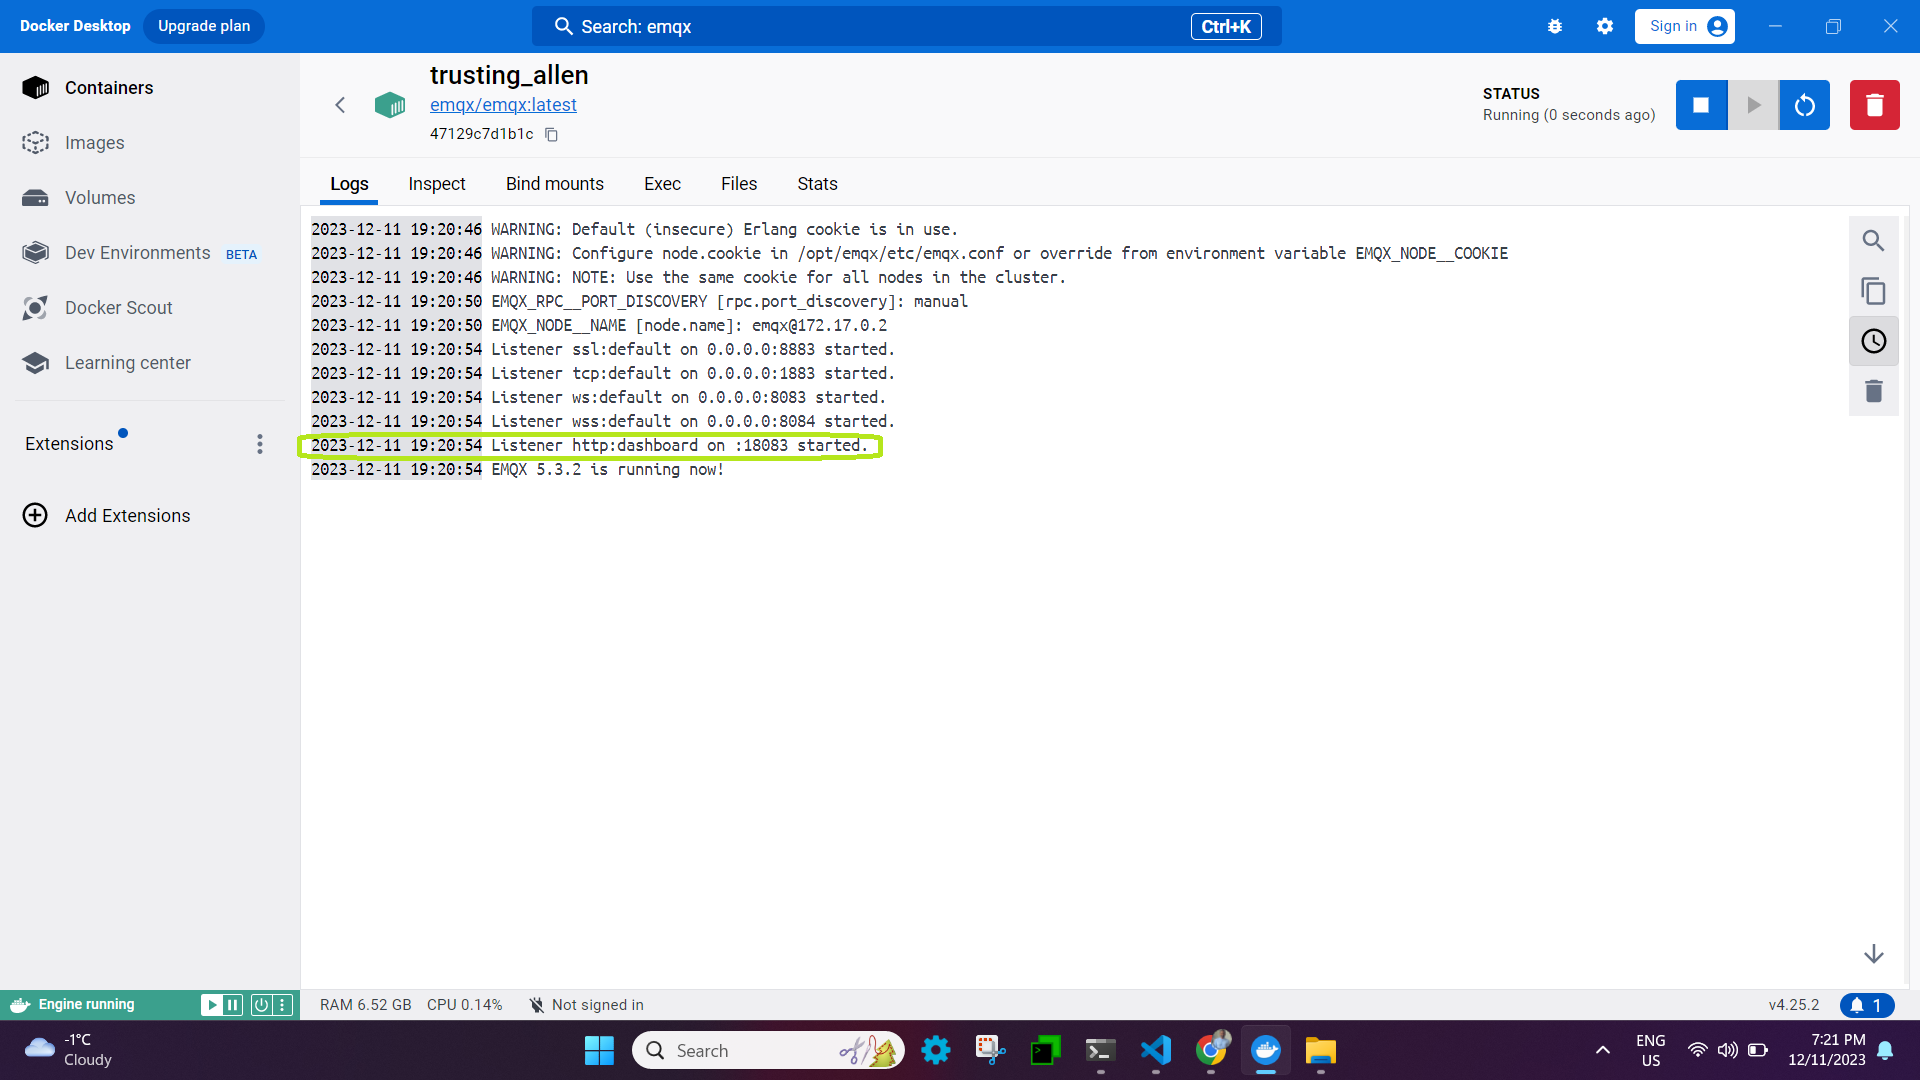 Docker Desktop Upgrade plan Search: emqx Ctrl+K Sign in
Containers
Images
Volumes
Dev Environments BETA
Docker Scout
Learning center
Extensions
Add Extensions
trusting_allen
emqx/emqx:latest
47129c7d1b1c
STATUS
Running (0 seconds ago)
Logs Inspect Bind mounts Exec Files Stats
2023-12-11 19:20:46 WARNING: Default (insecure) Erlang cookie is in use.
2023-12-11 19:20:46 WARNING: Configure node.cookie in /opt/emqx/etc/emqx.conf or override from environment variable EMQX_NODE__COOKIE
2023-12-11 19:20:46 WARNING: NOTE: Use the same cookie for all nodes in the cluster.
2023-12-11 19:20:50 EMQX_RPC__PORT_DISCOVERY [rpc.port_discovery]: manual
2023-12-11 19:20:50 EMQX_NODE__NAME [node.name]: emqx@172.17.0.2
2023-12-11 19:20:54 Listener ssl:default on 0.0.0.0:8883 started.
2023-12-11 19:20:54 Listener tcp:default on 0.0.0.0:1883 started.
2023-12-11 19:20:54 Listener ws:default on 0.0.0.0:8083 started.
2023-12-11 19:20:54 Listener wss:default on 0.0.0.0:8084 started.
2023-12-11 19:20:54 Listener http:dashboard on :18083 started.
2023-12-11 19:20:54 EMQX 5.3.2 is running now!
Engine running RAM 6.52 GB CPU 0.14% Not signed in v4.25.2 1
-1°C
Cloudy
Search
ENG
US
7:21 PM
12/11/2023